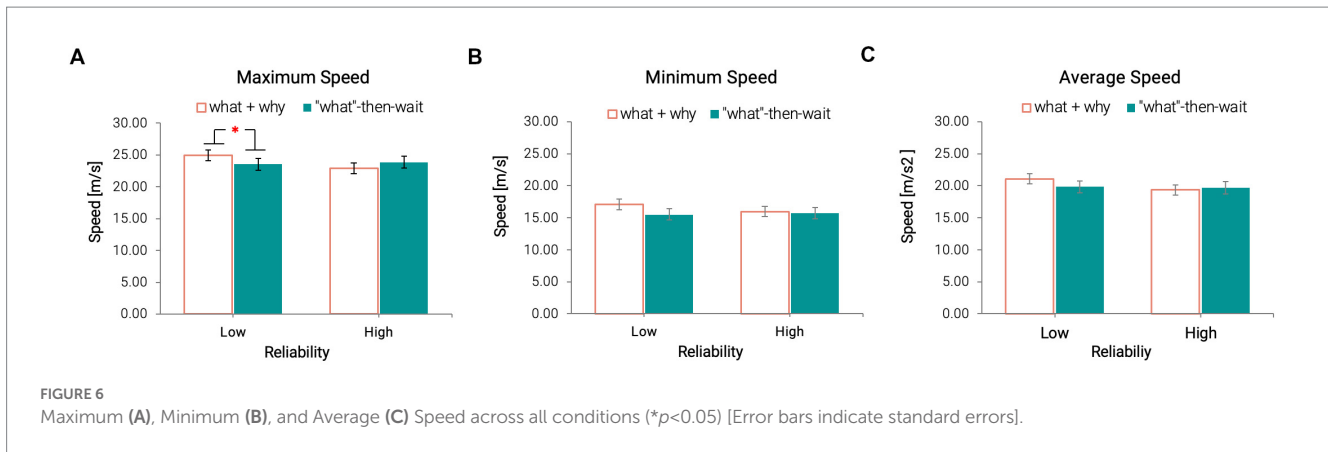 A
Maximum Speed
what + why "what"-then-wait
*
30.00
25.00
20.00
15.00
10.00
5.00
0.00
Speed [m/s]
Low High
Reliability
B
Minimum Speed
what + why "what"-then-wait
30.00
25.00
20.00
15.00
10.00
5.00
0.00
Speed [m/s]
Low High
Reliability
C
Average Speed
what + why "what"-then-wait
30.00
25.00
20.00
15.00
10.00
5.00
0.00
Speed [m/s2 ]
Low High
Reliabiliy
FIGURE 6
Maximum (A), Minimum (B), and Average (C) Speed across all conditions (*p<0.05) [Error bars indicate standard errors].